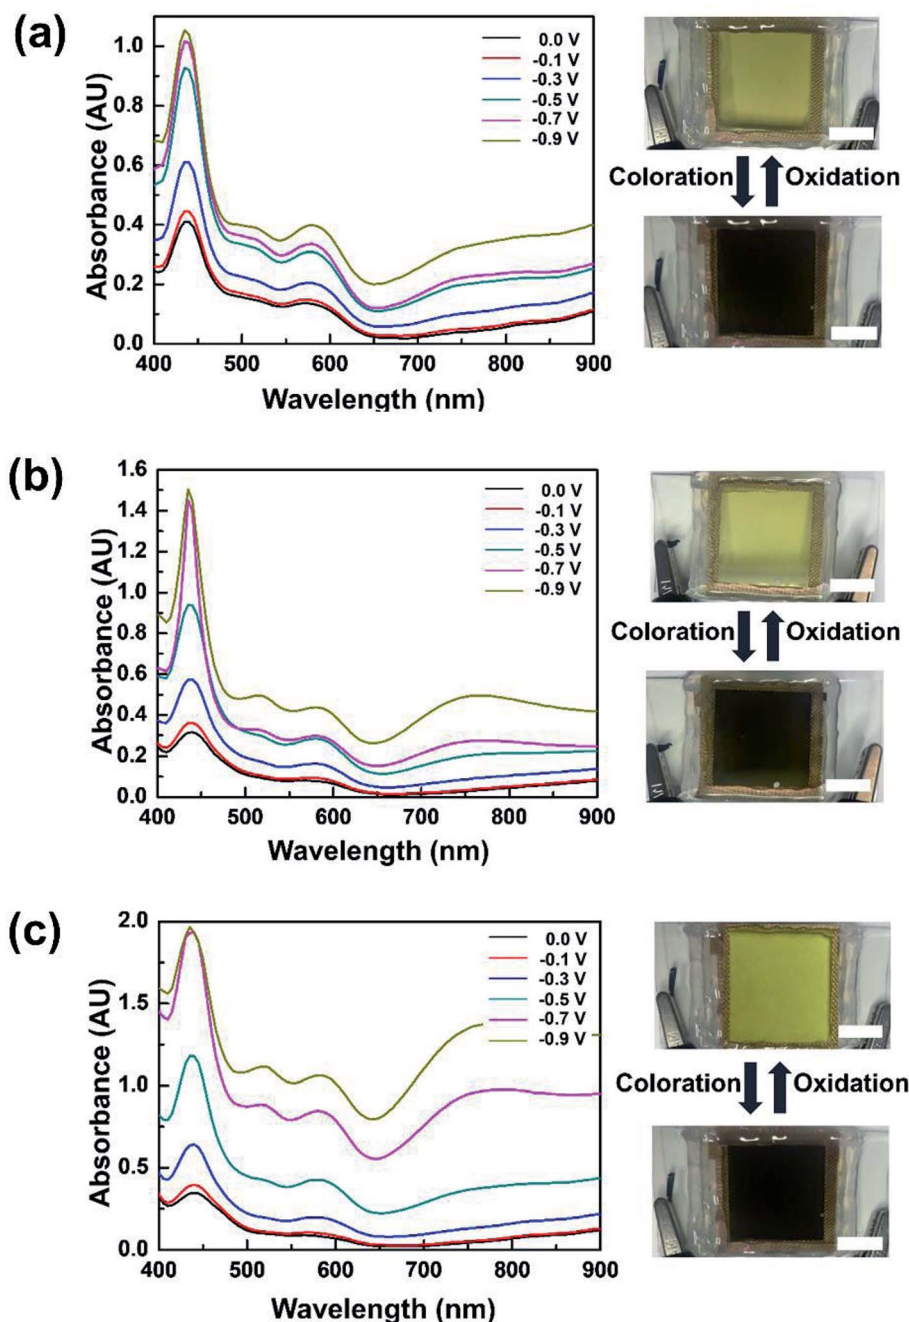 (a)
Absorbance (AU)
1.0
0.8
0.6
0.4
0.2
0.0
0.0 V
-0.1 V
-0.3 V
-0.5 V
-0.7 V
-0.9 V
400 500 600 700 800 900
Wavelength (nm)
Coloration Oxidation
(b)
Absorbance (AU)
1.6
1.4
1.2
1.0
0.8
0.6
0.4
0.2
0.0
0.0 V
-0.1 V
-0.3 V
-0.5 V
-0.7 V
-0.9 V
400 500 600 700 800 900
Wavelength (nm)
Coloration Oxidation
(c)
Absorbance (AU)
2.0
1.5
1.0
0.5
0.0
0.0 V
-0.1 V
-0.3 V
-0.5 V
-0.7 V
-0.9 V
400 500 600 700 800 900
Wavelength (nm)
Coloration Oxidation